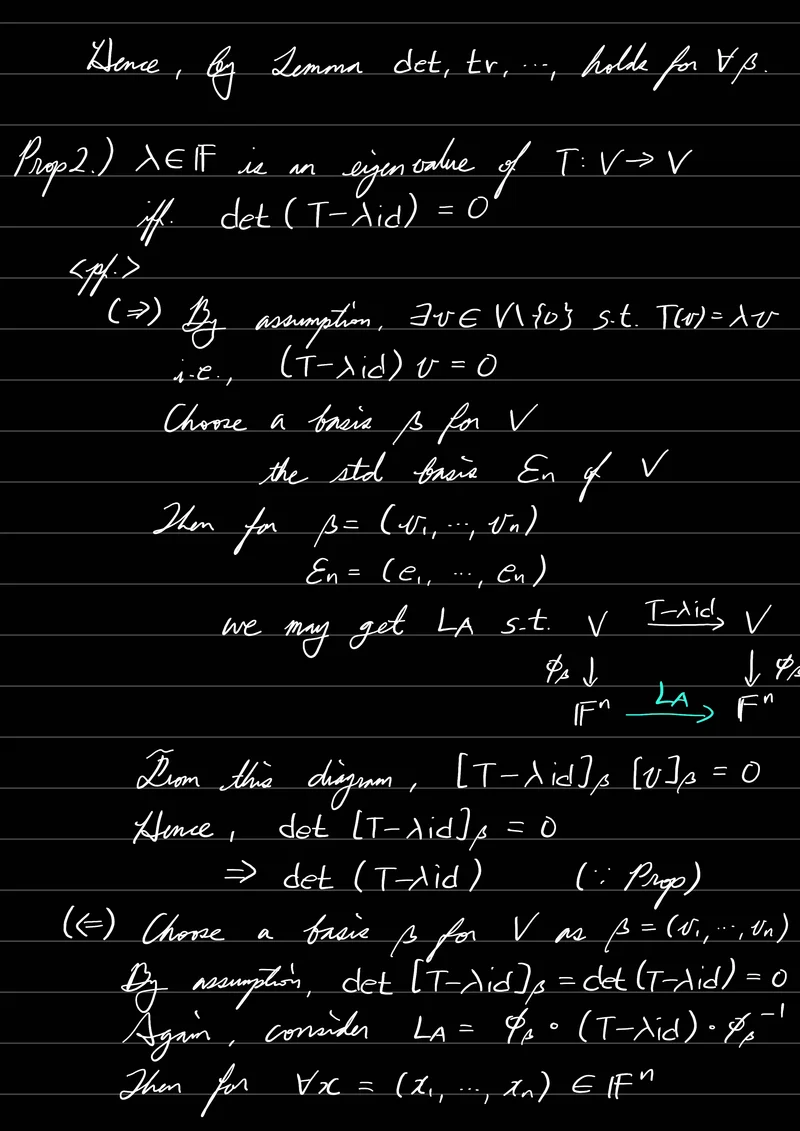 Hence, by Lemma det, tr, ..., holds for ∀β.
Prop 2.) λ∈𝔽 is an eigenvalue of T: V→V
iff. det(T-λid) = 0
<pf.>
(⇒) By assumption, ∃v∈V\{0} s.t. T(v)=λv
i.e., (T-λid) v = 0
Choose a basis β for V
the std basis Ɛn of V
Then for β = (v₁, ..., vₙ)
Ɛn = (e₁, ..., eₙ)
we may get LA s.t. V T-λid→ V
ϕβ ↓ ↓ ϕβ
𝔽ⁿ LA→ 𝔽ⁿ
From this diagram, [T-λid]β [v]β = 0
Hence, det [T-λid]β = 0
⇒ det (T-λid) (∵ Prop)
(⇐) Choose a basis β for V as β = (v₁, ..., vₙ)
By assumption, det [T-λid]β = det(T-λid) = 0
Again, consider LA = ϕβ ∘ (T-λid) ∘ ϕβ⁻¹
Then for ∀x = (x₁, ..., xₙ) ∈ 𝔽ⁿ